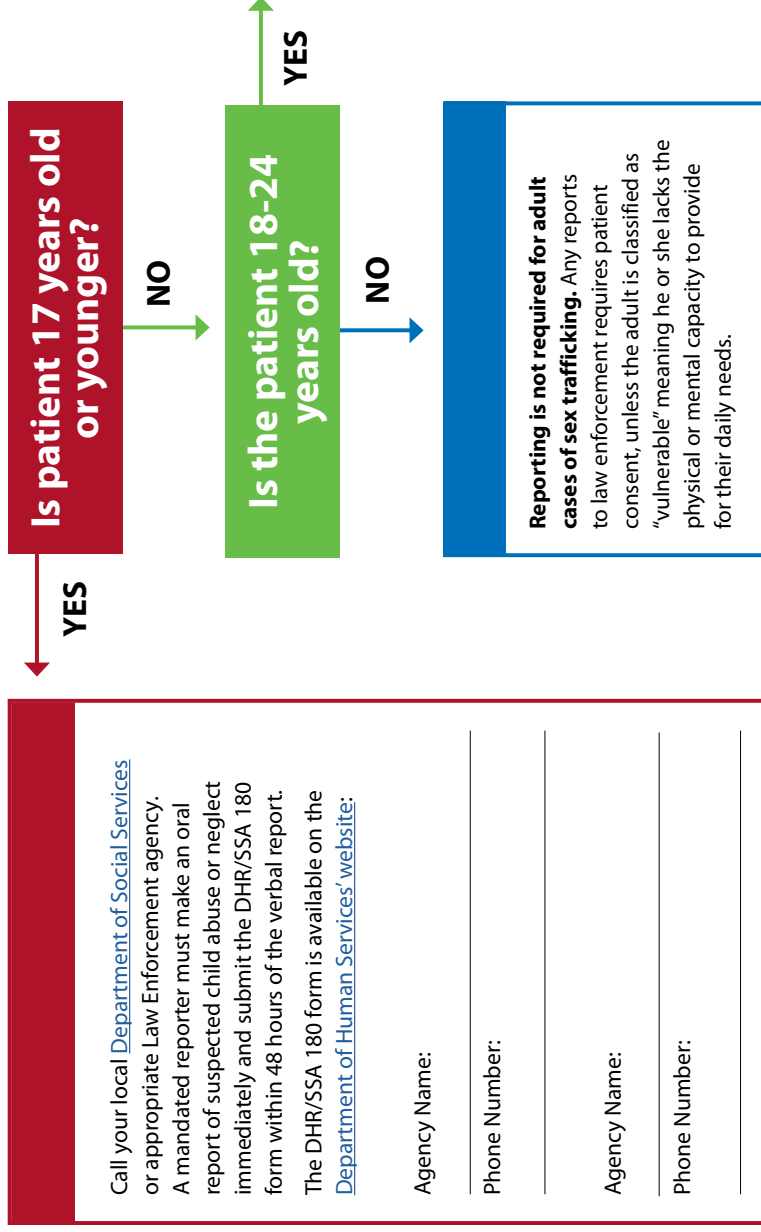 Is patient 17 years old
or younger?
YES
NO
Call your local Department of Social Services
or appropriate Law Enforcement agency.
A mandated reporter must make an oral
report of suspected child abuse or neglect
immediately and submit the DHR/SSA 180
form within 48 hours of the verbal report.
The DHR/SSA 180 form is available on the
Department of Human Services' website:
Agency Name:
Phone Number:
Agency Name:
Phone Number:
Is the patient 18-24
years old?
YES
NO
Reporting is not required for adult
cases of sex trafficking. Any reports
to law enforcement requires patient
consent, unless the adult is classified as
“vulnerable” meaning he or she lacks the
physical or mental capacity to provide
for their daily needs.